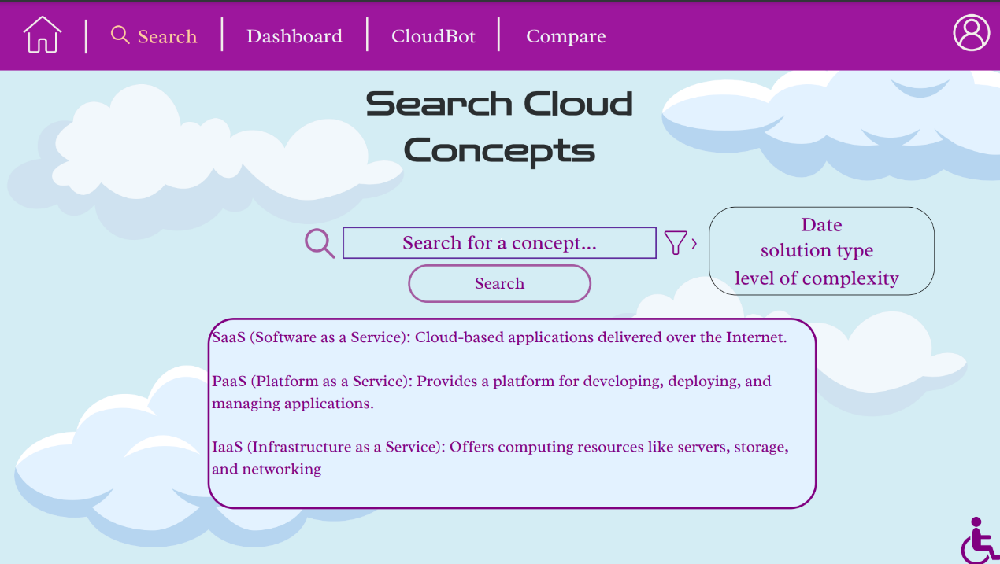 Search
Dashboard
CloudBot
Compare
Search Cloud
Concepts
Search for a concept...
Date
solution type
level of complexity
Search
SaaS (Software as a Service): Cloud-based applications delivered over the Internet.
PaaS (Platform as a Service): Provides a platform for developing, deploying, and
managing applications.
IaaS (Infrastructure as a Service): Offers computing resources like servers, storage,
and networking